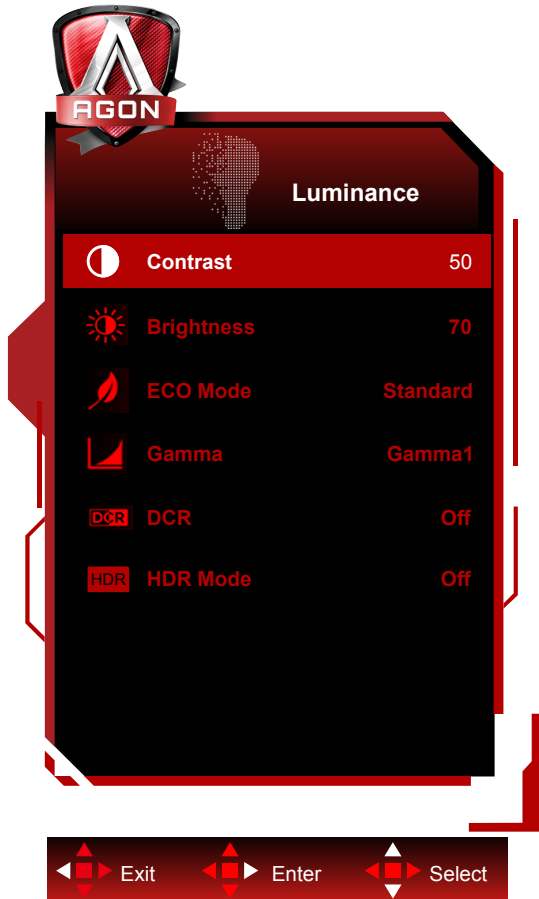 AGON
Luminance
Contrast 50
Brightness 70
ECO Mode Standard
Gamma Gamma1
DCR DCR Off
HDR HDR Mode Off
Exit Enter Select